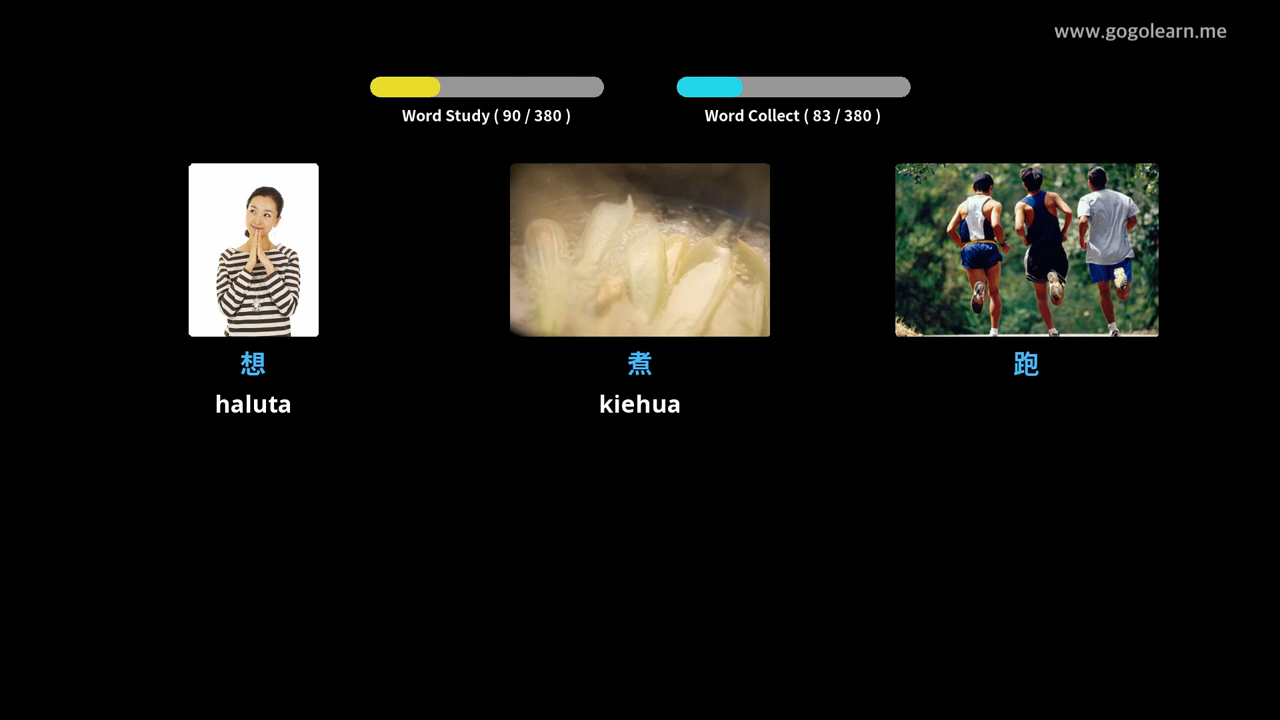 www.gogolearn.me
Word Study ( 90 / 380 )
Word Collect ( 83 / 380 )
想
煮
跑
haluta
kiehua